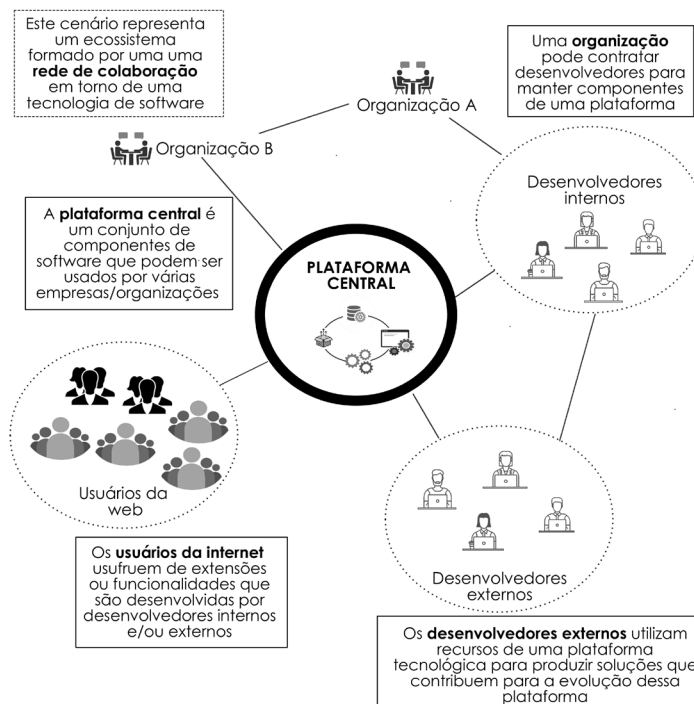 Este cenário representa
um ecossistema
formado por uma uma
rede de colaboração
em torno de uma
tecnologia de software
Uma organização
pode contratar
desenvolvedores para
manter componentes
de uma plataforma
Organização A
Organização B
Desenvolvedores
internos
A plataforma central é
um conjunto de
componentes de
software que podem ser
usados por várias
empresas/organizações
PLATAFORMA
CENTRAL
Usuários da
web
Os usuários da internet
usufruem de extensões
ou funcionalidades que
são desenvolvidas por
desenvolvedores internos
e/ou externos
Desenvolvedores
externos
Os desenvolvedores externos utilizam
recursos de uma plataforma
tecnológica para produzir soluções que
contribuem para a evolução dessa
plataforma